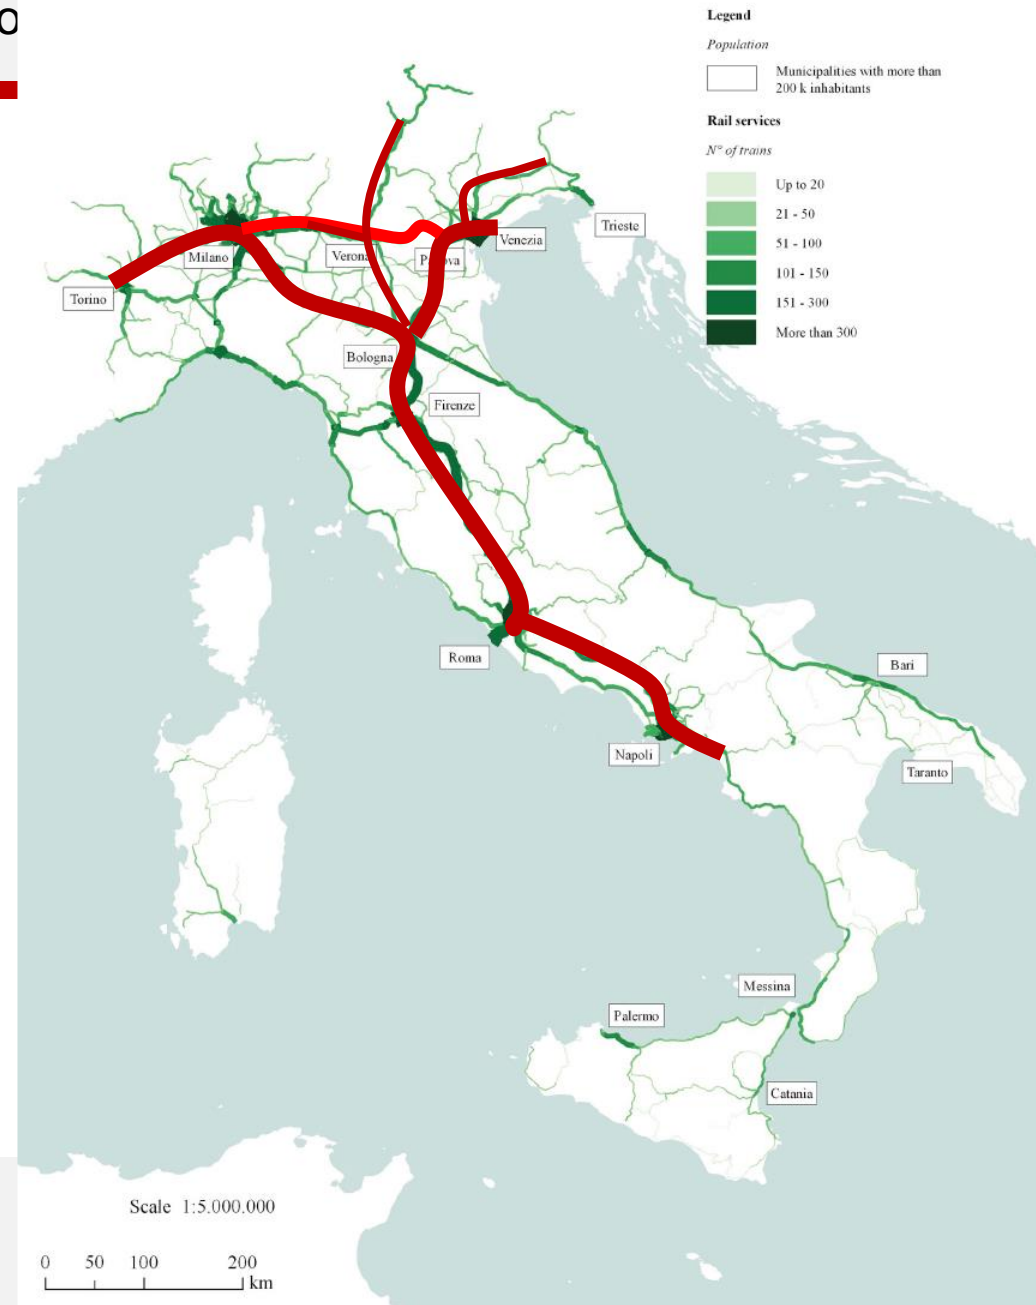 o
Legend
Population
Municipalities with more than
200 k inhabitants
Rail services
N° of trains
Up to 20
21 - 50
51 - 100
101 - 150
151 - 300
More than 300
Trieste
Venezia
Milano
Verona
Torino
Bologna
Firenze
Roma
Bari
Napoli
Taranto
Messina
Palermo
Catania
Scale 1:5.000.000
0 50 100 200
km